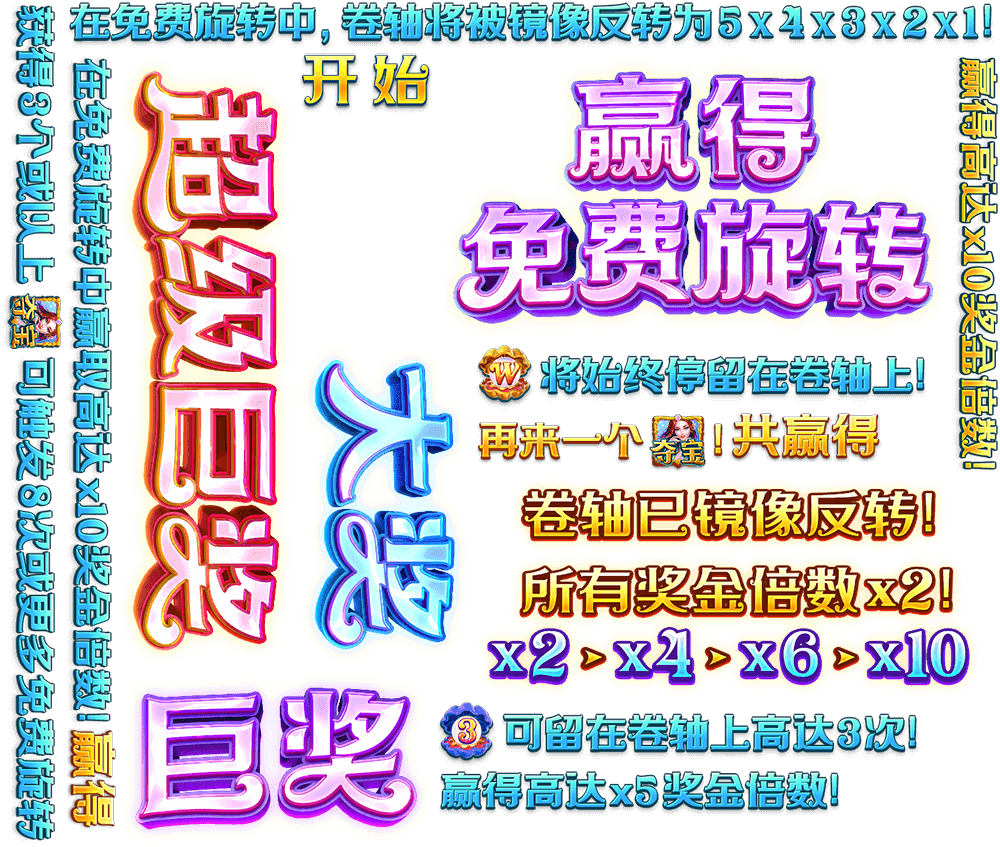 在免费旋转中,卷轴将被镜像反转为5x4x3x2x1!
获得3个或以上 夺宝 可触发8次或更多免费旋转
在免费旋转中赢取高达x10奖金倍数!
赢得
超级巨奖
开始
赢得
免费旋转
赢得高达x10奖金倍数!
大奖
W 将始终停留在卷轴上!
再来一个 夺宝 ! 共赢得
卷轴已镜像反转!
所有奖金倍数x2!
x2 x4 x6 x10
巨奖
3 可留在卷轴上高达3次!
赢得高达x5奖金倍数!